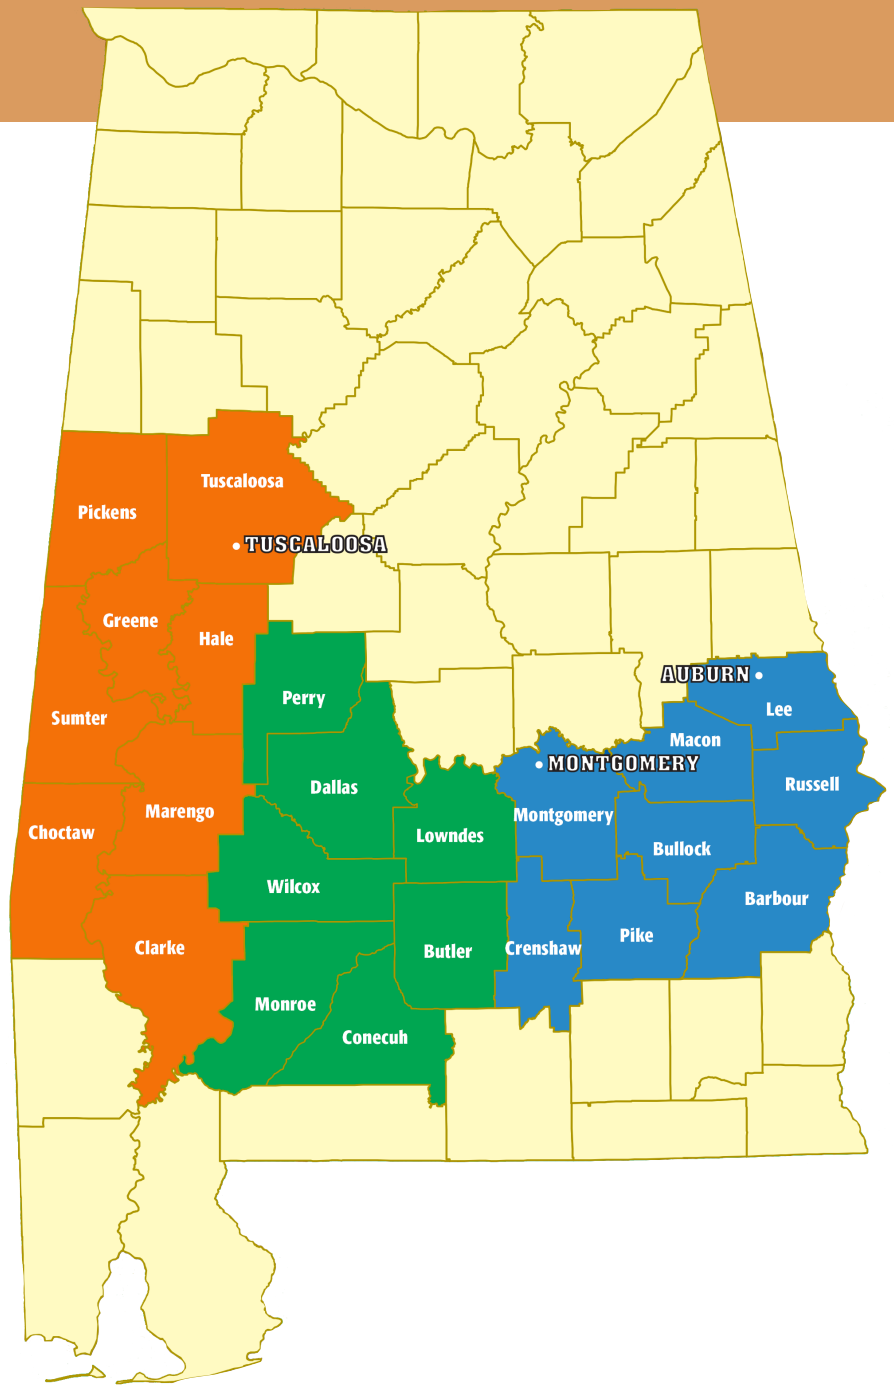 Tuscaloosa
Pickens
TUSCALOOSA
Greene
Hale
AUBURN
Perry
Lee
Sumter
Macon
MONTGOMERY
Russell
Dallas
Marengo
Montgomery
Choctaw
Lowndes
Bullock
Wilcox
Barbour
Pike
Clarke
Crenshaw
Butler
Monroe
Conecuh